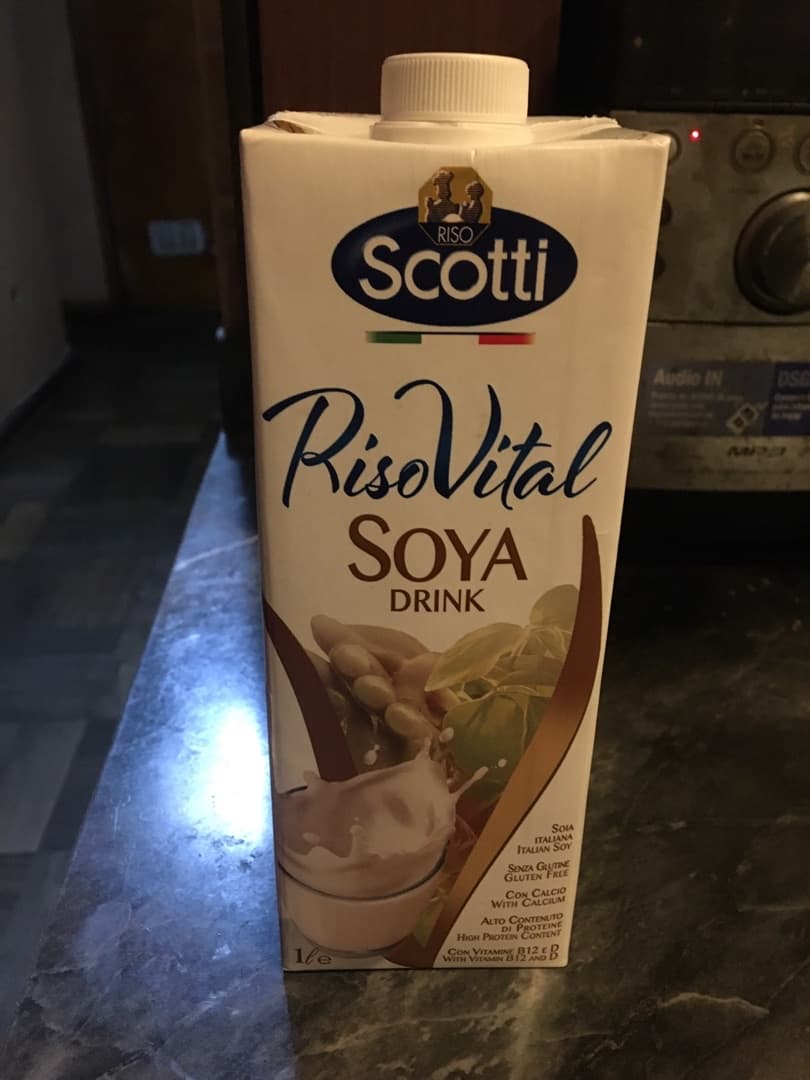 RISO
Scotti
RisoVital
SOYA
DRINK
SOIA
ITALIANA
ITALIAN SOY
SENZA GLUTINE
GLUTEN FREE
CON CALCIO
WITH CALCIUM
ALTO CONTENUTO
DI PROTEINE
HIGH PROTEIN CONTENT
CON VITAMINE B12 E D
WITH VITAMIN B12 AND D
1ℓ e
Audio IN
MP3